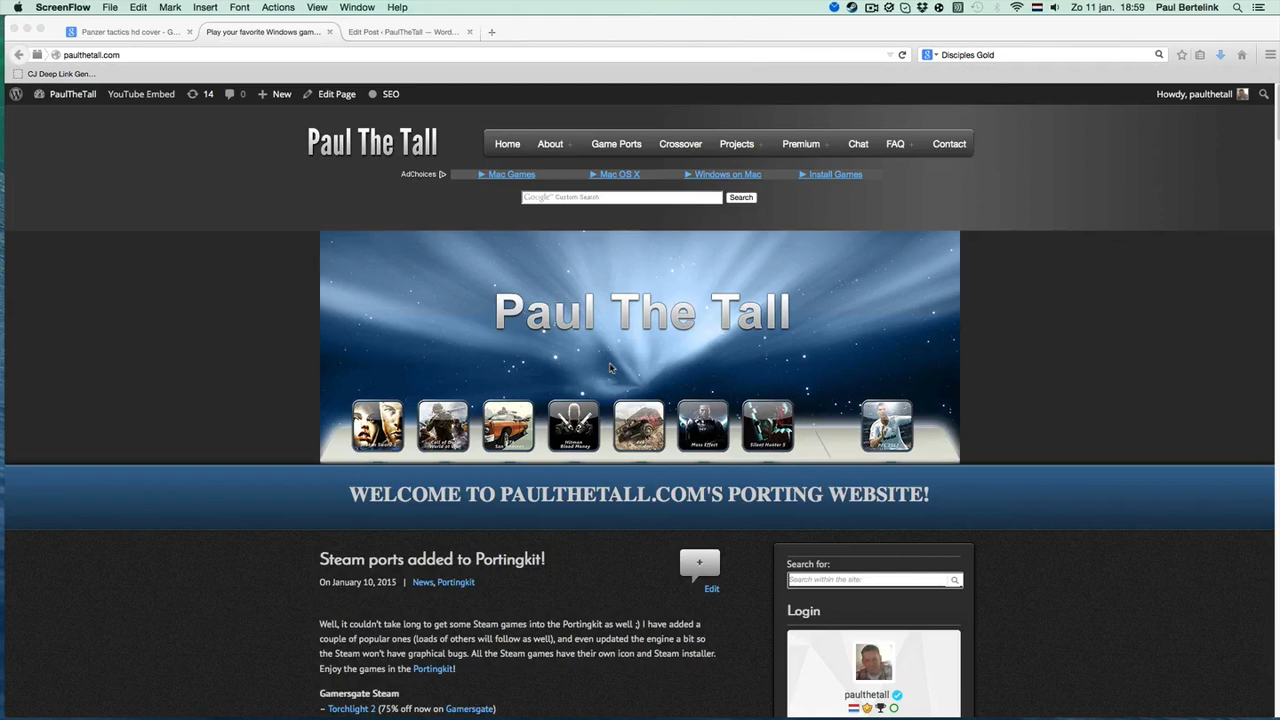 ScreenFlow File Edit Mark Insert Font Actions View Window Help Zo 11 jan. 18:59 Paul Bertelink
Panzer tactics hd cover - G... × Play your favorite Windows gam... × Edit Post ‹ PaulTheTall — Word... × +
paulthetall.com Disciples Gold
CJ Deep Link Gen...
PaulTheTall YouTube Embed 14 0 + New Edit Page SEO Howdy, paulthetall
Paul The Tall Home About + Game Ports Crossover Projects + Premium + Chat FAQ + Contact
AdChoices Mac Games Mac OS X Windows on Mac Install Games
Google™ Custom Search Search
Paul The Tall
Hitman Blood Money
Mass Effect
Silent Hunter 5
WELCOME TO PAULTHETALL.COM'S PORTING WEBSITE!
Steam ports added to Portingkit! +
On January 10, 2015 | News, Portingkit
Edit
Well, it couldn't take long to get some Steam games into the Portingkit as well ;) I have added a
couple of popular ones (loads of others will follow as well), and even updated the engine a bit so
the Steam won't have graphical bugs. All the Steam games have their own icon and Steam installer.
Enjoy the games in the Portingkit!
Gamersgate Steam
– Torchlight 2 (75% off now on Gamersgate)
Search for:
Search within the site:
Login
paulthetall